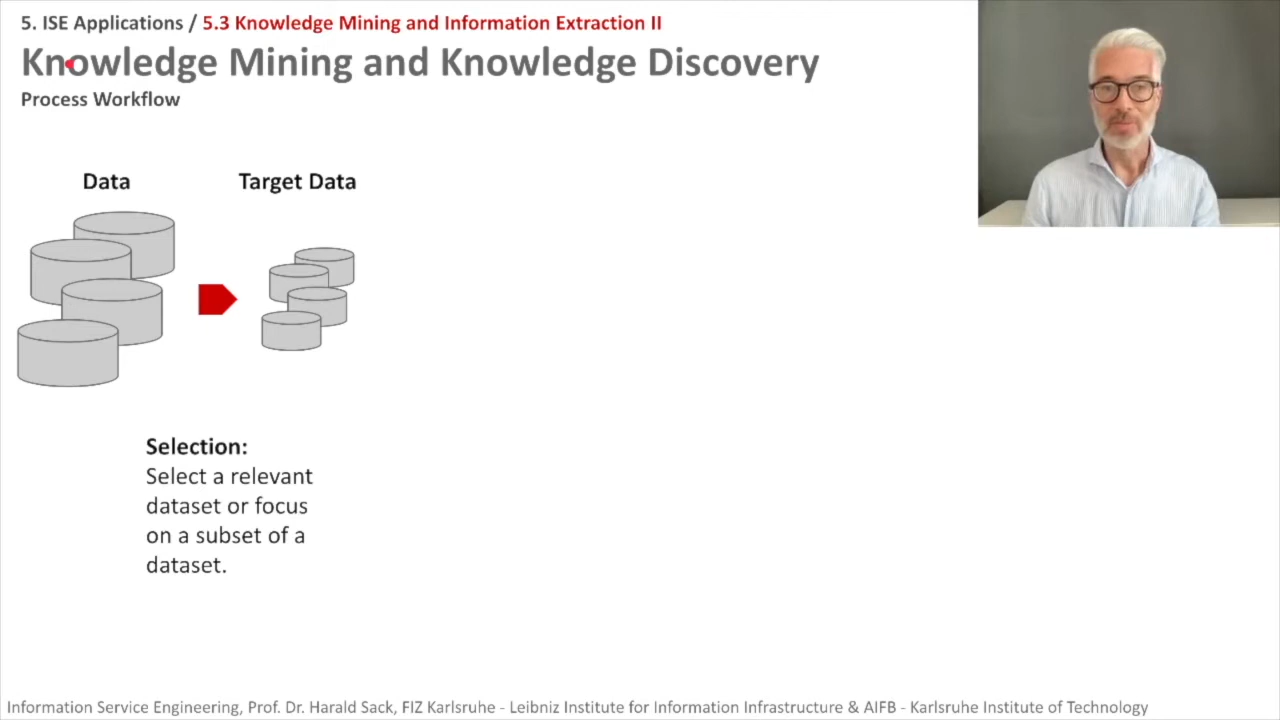 5. ISE Applications / 5.3 Knowledge Mining and Information Extraction II
Knowledge Mining and Knowledge Discovery
Process Workflow
Data
Target Data
Selection:
Select a relevant
dataset or focus
on a subset of a
dataset.
Information Service Engineering, Prof. Dr. Harald Sack, FIZ Karlsruhe - Leibniz Institute for Information Infrastructure & AIFB - Karlsruhe Institute of Technology